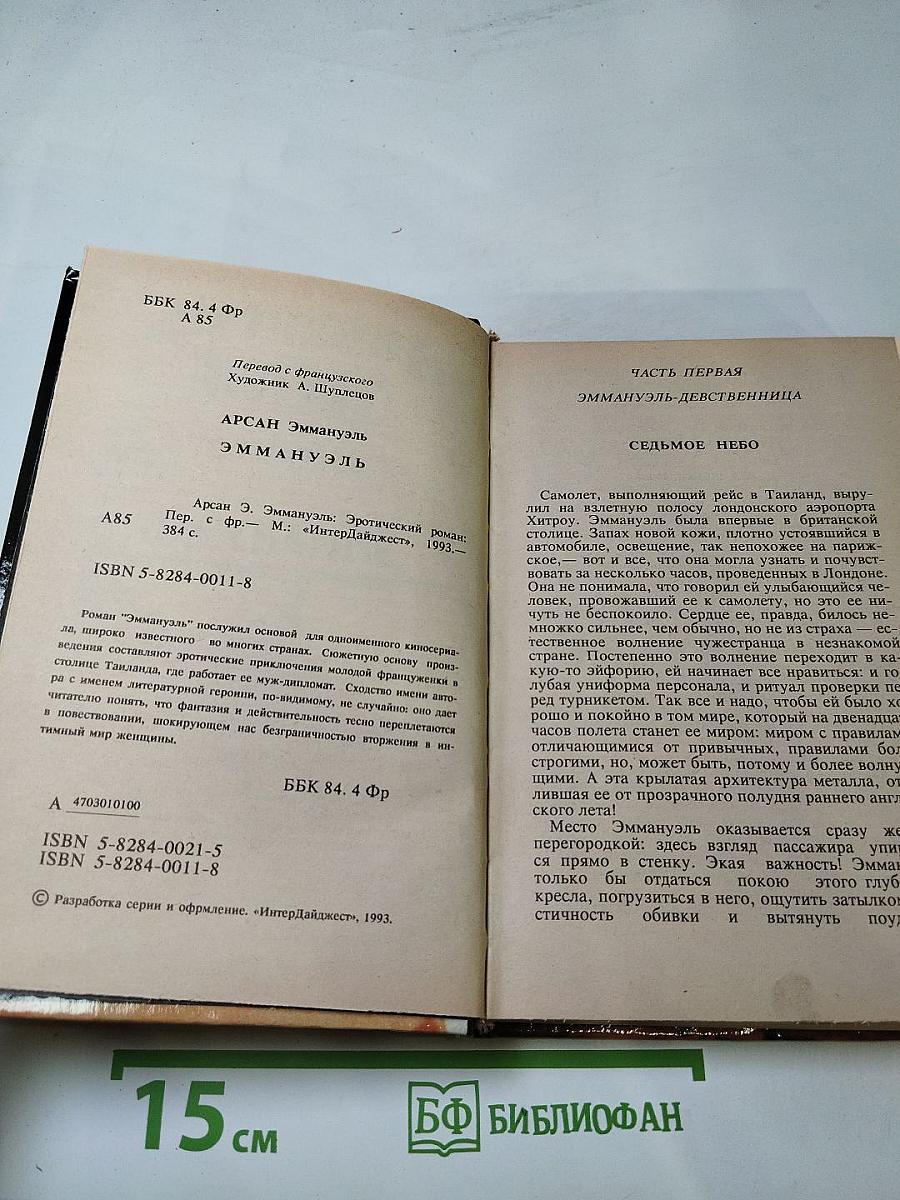 ББК 84. 4 Фр
А 85
Перевод с французского
Художник А. Шуплецов
АРСАН Эммануэль
ЭММАНУЭЛЬ
Арсан Э. Эммануэль: Эротический роман:
А85 Пер. с фр.— М.: «ИнтерДайджест», 1993.—
384 с.
ISBN 5-8284-0011-8
Роман "Эммануэль" послужил основой для одноименного киносериа-
ла, широко известного во многих странах. Сюжетную основу произ-
ведения составляют эротические приключения молодой француженки в
столице Таиланда, где работает ее муж-дипломат. Сходство имени авто-
ра с именем литературной героини, по-видимому, не случайно: оно дает
читателю понять, что фантазия и действительность тесно переплетаются
в повествовании, шокирующем нас безграничностью вторжения в ин-
тимный мир женщины.
ББК 84. 4 Фр
А 4703010100
ISBN 5-8284-0021-5
ISBN 5-8284-0011-8
© Разработка серии и офрмление. «ИнтерДайджест», 1993.
ЧАСТЬ ПЕРВАЯ
ЭММАНУЭЛЬ-ДЕВСТВЕННИЦА
СЕДЬМОЕ НЕБО
Самолет, выполняющий рейс в Таиланд, выру-
лил на взлетную полосу лондонского аэропорта
Хитроу. Эммануэль была впервые в британской
столице. Запах новой кожи, плотно устоявшийся в
автомобиле, освещение, так непохожее на париж-
ское,— вот и все, что она могла узнать и почувст-
вовать за несколько часов, проведенных в Лондоне.
Она не понимала, что говорил ей улыбающийся че-
ловек, провожавший ее к самолету, но это ее ни-
чуть не беспокоило. Сердце ее, правда, билось не-
множко сильнее, чем обычно, но не из страха — ес-
тественное волнение чужестранца в незнакомой
стране. Постепенно это волнение переходит в ка-
кую-то эйфорию, ей начинает все нравиться: и го-
лубая униформа персонала, и ритуал проверки пе
ред турникетом. Так все и надо, чтобы ей было хо
рошо и покойно в том мире, который на двенадцат
часов полета станет ее миром: миром с правилам
отличающимися от привычных, правилами бол
строгими, но, может быть, потому и более волну
щими. А эта крылатая архитектура металла, от
лившая ее от прозрачного полудня раннего англ
ского лета!
Место Эммануэль оказывается сразу же
перегородкой: здесь взгляд пассажира упи
ся прямо в стенку. Экая важность! Эмман
только бы отдаться покою этого глуб
кресла, погрузиться в него, ощутить затылком
стичность обивки и вытянуть поуд
15 см
БФ БИБЛИОФАН